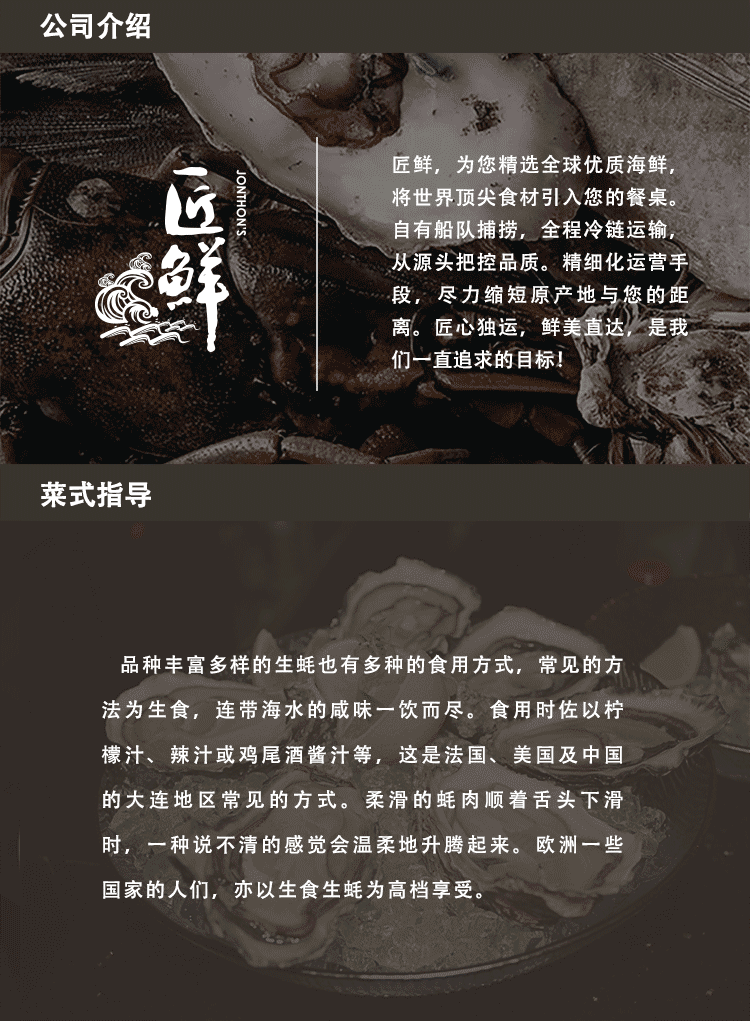 公司介绍
匠鲜
JONTHON'S
匠鲜，为您精选全球优质海鲜，
将世界顶尖食材引入您的餐桌。
自有船队捕捞，全程冷链运输，
从源头把控品质。精细化运营手
段，尽力缩短原产地与您的距
离。匠心独运，鲜美直达，是我
们一直追求的目标！
菜式指导
品种丰富多样的生蚝也有多种的食用方式，常见的方
法为生食，连带海水的咸味一饮而尽。食用时佐以柠
檬汁、辣汁或鸡尾酒酱汁等，这是法国、美国及中国
的大连地区常见的方式。柔滑的蚝肉顺着舌头下滑
时，一种说不清的感觉会温柔地升腾起来。欧洲一些
国家的人们，亦以生食生蚝为高档享受。